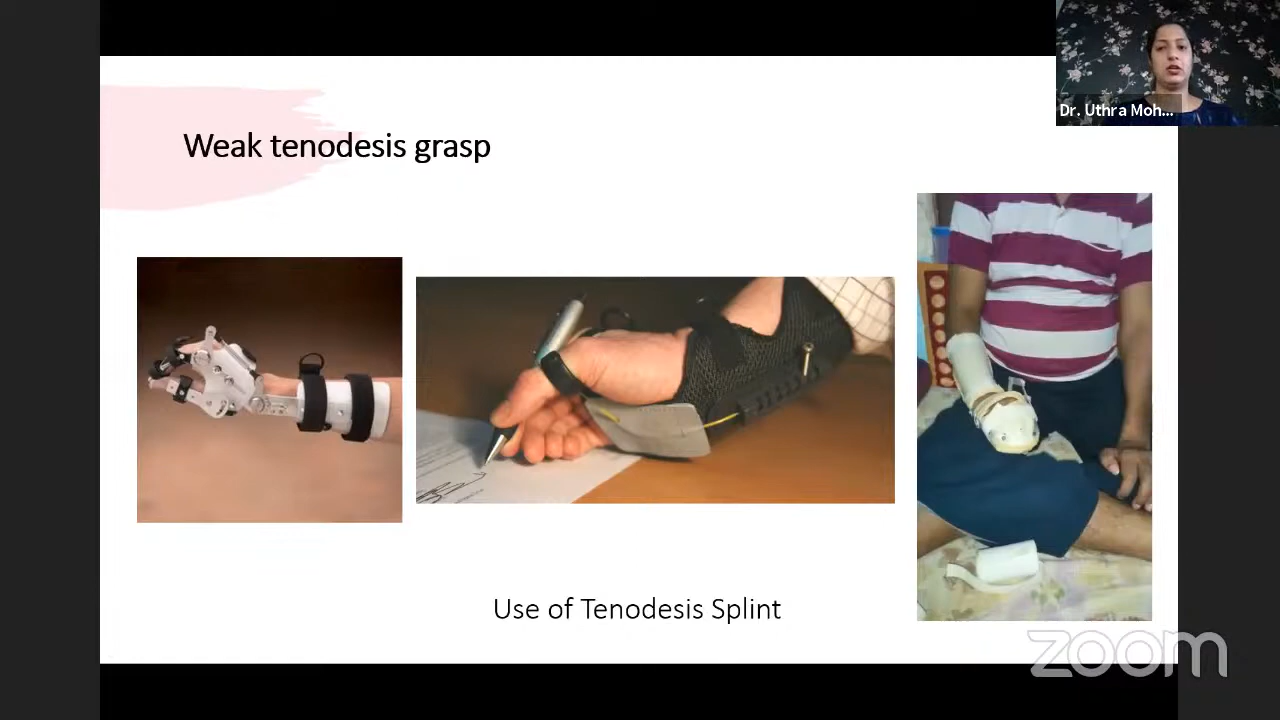 Dr. Uthra Moh...
Weak tenodesis grasp
Use of Tenodesis Splint
zoom